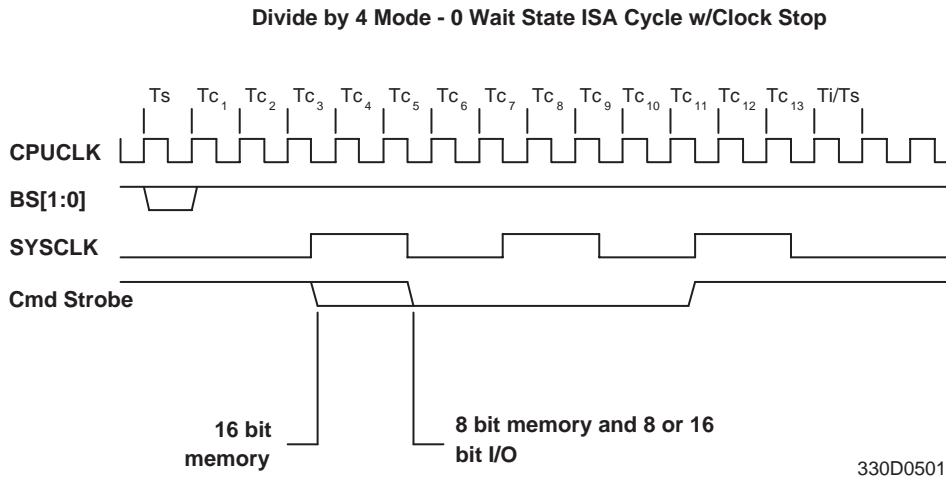 Divide by 4 Mode - 0 Wait State ISA Cycle w/Clock Stop
Ts Tc1 Tc2 Tc3 Tc4 Tc5 Tc6 Tc7 Tc8 Tc9 Tc10 Tc11 Tc12 Tc13 Ti/Ts
CPUCLK
BS[1:0]
SYSCLK
Cmd Strobe
16 bit
memory
8 bit memory and 8 or 16
bit I/O
330D0501